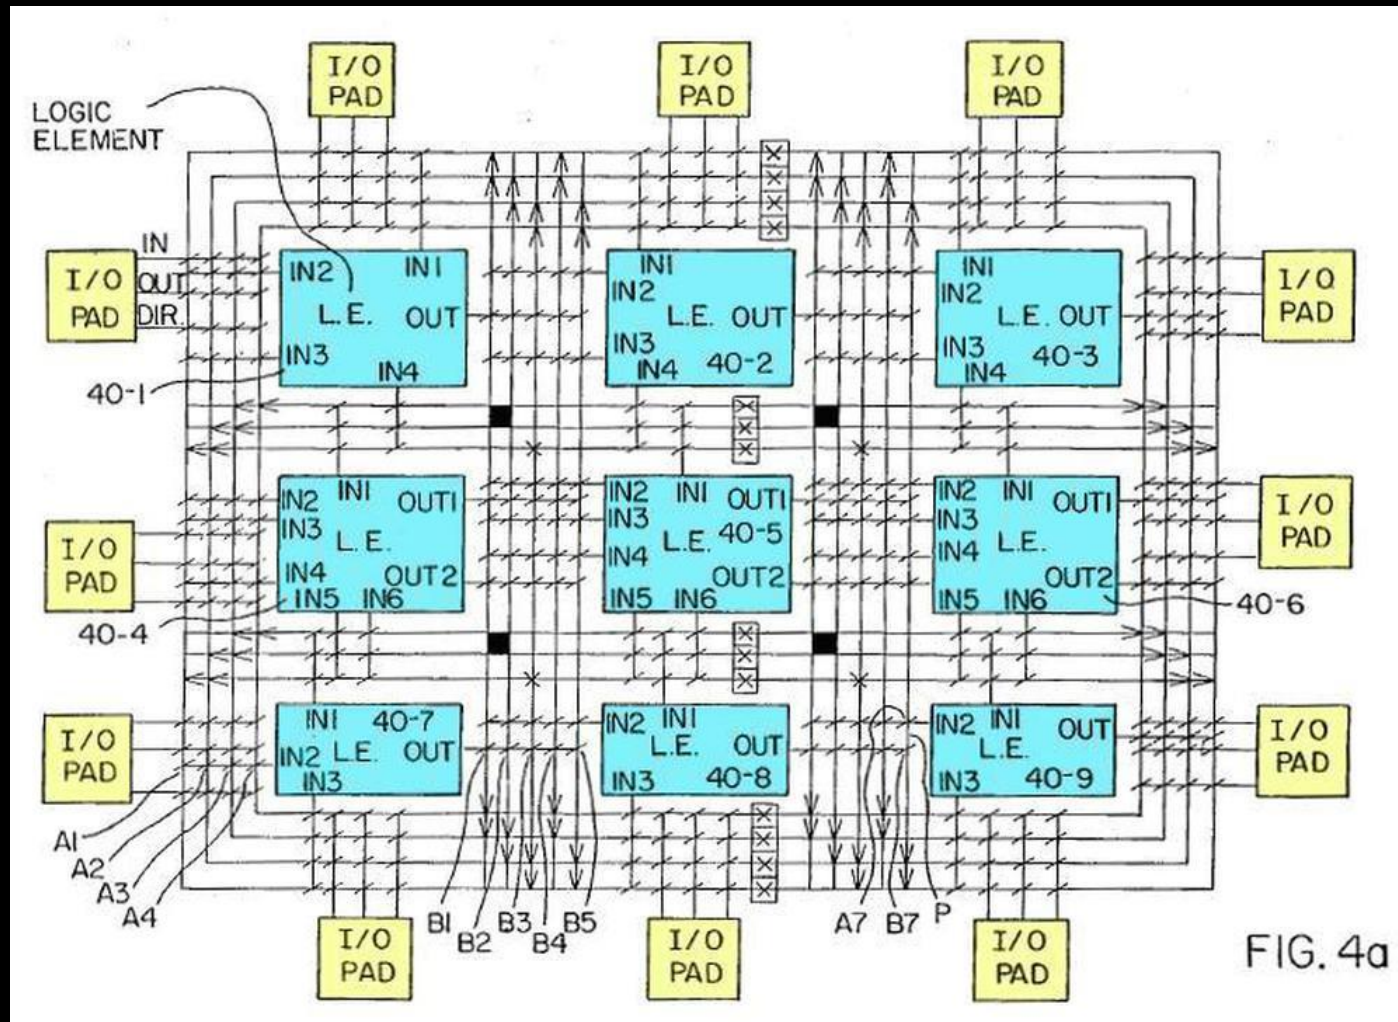 I/O
PAD
I/O
PAD
I/O
PAD
LOGIC
ELEMENT
IN
OUT
DIR.
I/O
PAD
IN2
IN1
L.E.
OUT
IN3
IN4
40-1
IN1
IN2
L.E.
OUT
IN3
IN4
40-2
IN1
IN2
L.E.
OUT
IN3
IN4
40-3
I/O
PAD
I/O
PAD
IN1
IN2
OUT1
IN3
L.E.
IN4
OUT2
IN5
IN6
40-4
IN2
IN1
OUT1
IN3
L.E.
40-5
IN4
OUT2
IN5
IN6
IN2
IN1
OUT1
IN3
L.E.
IN4
OUT2
IN5
IN6
40-6
I/O
PAD
I/O
PAD
IN1
40-7
IN2
L.E.
OUT
IN3
IN2
IN1
L.E.
OUT
IN3
40-8
IN2
IN1
OUT
L.E.
IN3
40-9
I/O
PAD
A1
A2
A3
A4
B1
B2
B3
B4
B5
A7
B7
P
I/O
PAD
I/O
PAD
I/O
PAD
FIG. 4a